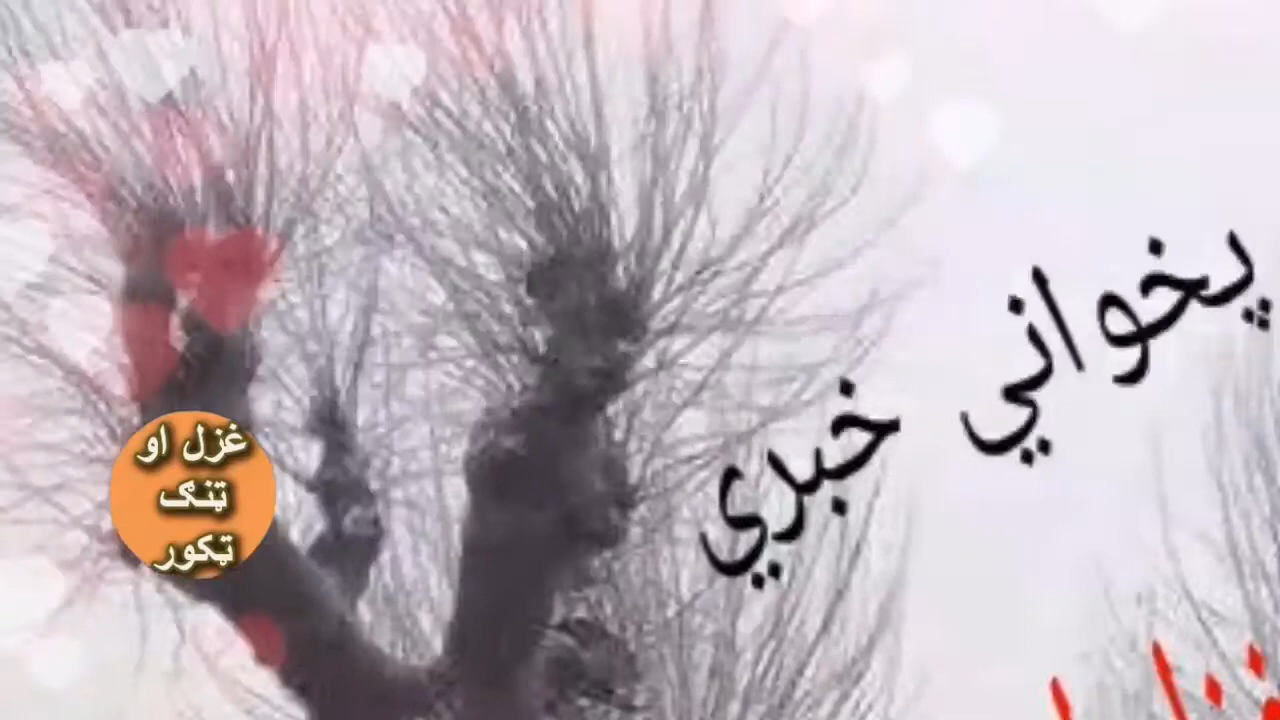 پخواني خبري
غزل او
ټنګ
ټکور